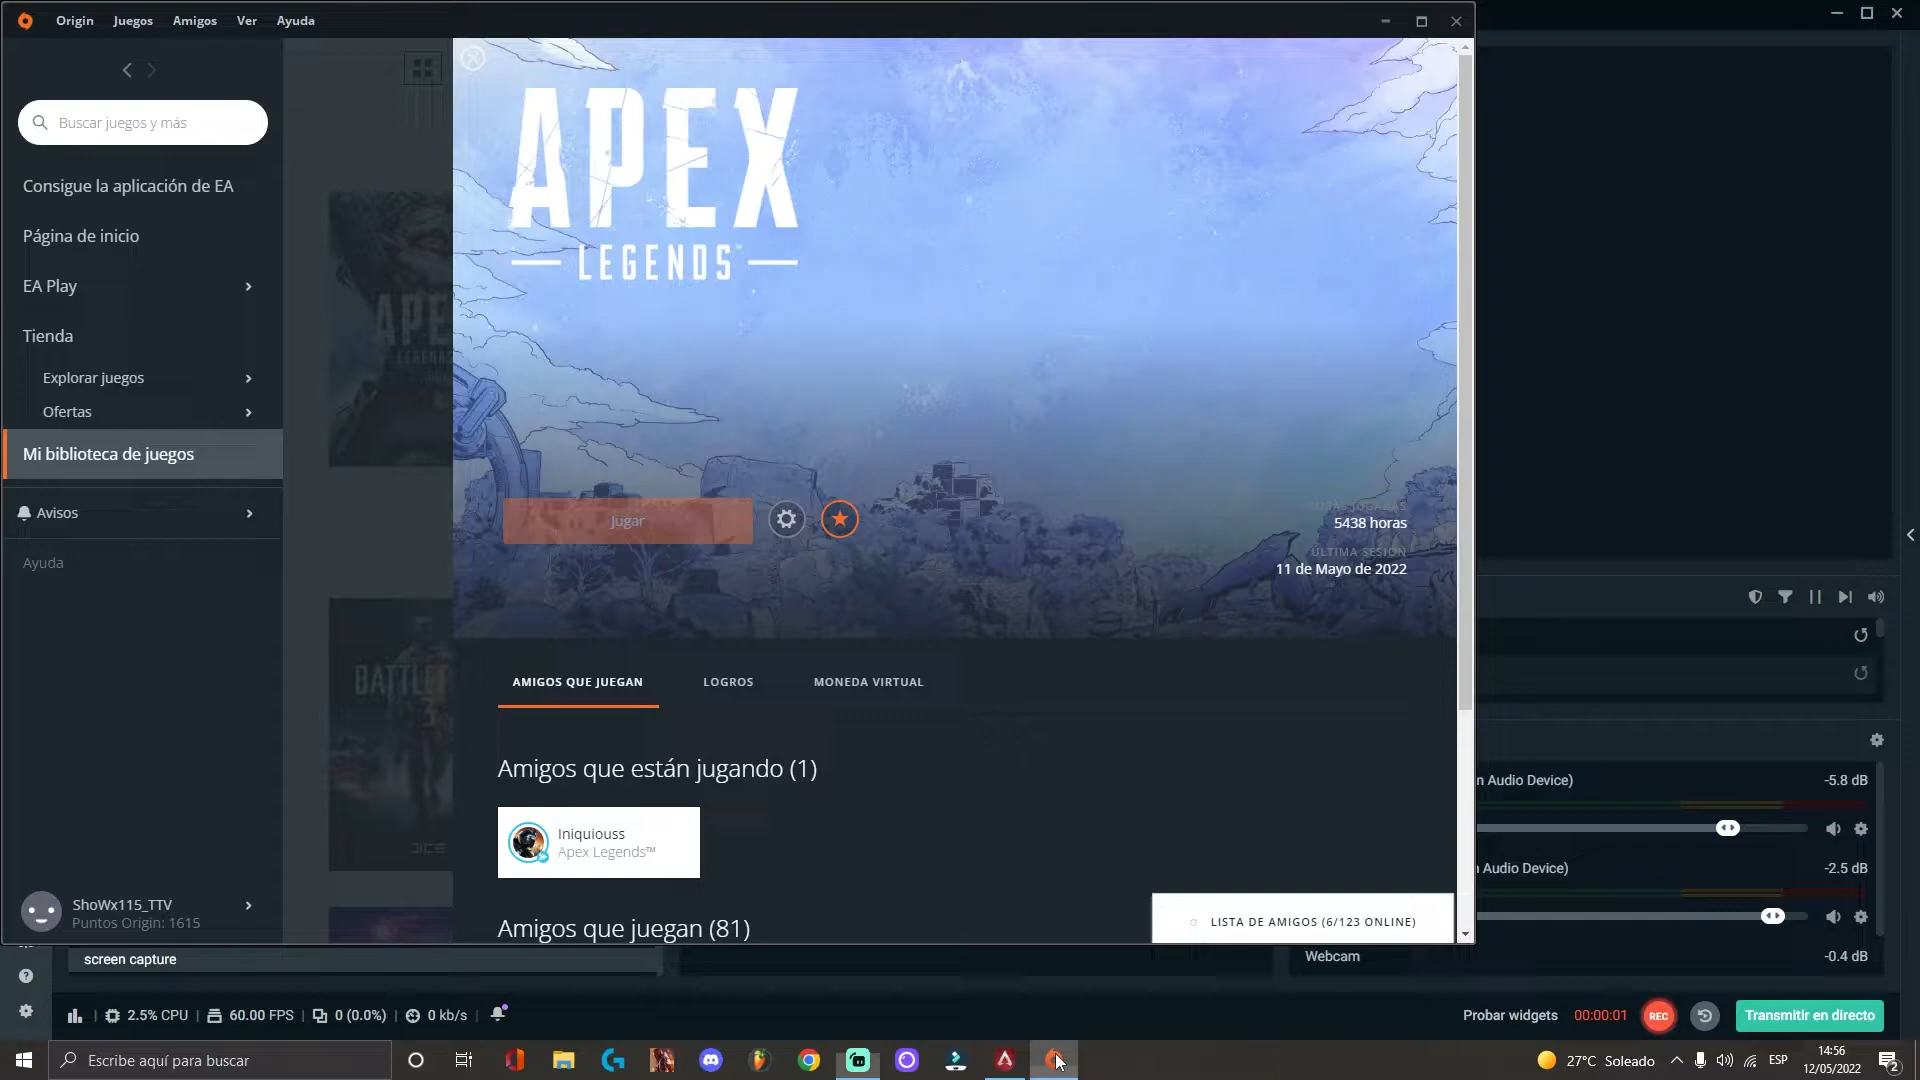 Origin Juegos Amigos Ver Ayuda
Buscar juegos y más
Consigue la aplicación de EA
Página de inicio
EA Play
Tienda
Explorar juegos
Ofertas
Mi biblioteca de juegos
Avisos
Ayuda
ShoWx115_TTV
Puntos Origin: 1615
APEX
LEGENDS
BATTLE
DICE
Jugar
5438 horas
ÚLTIMA SESIÓN
11 de Mayo de 2022
AMIGOS QUE JUEGAN LOGROS MONEDA VIRTUAL
Amigos que están jugando (1)
Iniquiouss
Apex Legends™
Amigos que juegan (81)
LISTA DE AMIGOS (6/123 ONLINE)
n Audio Device) -5.8 dB
Audio Device) -2.5 dB
Webcam -0.4 dB
screen capture
2.5% CPU 60.00 FPS 0 (0.0%) 0 kb/s
Probar widgets 00:00:01 REC Transmitir en directo
Escribe aquí para buscar
27°C Soleado ESP 14:56
12/05/2022
2